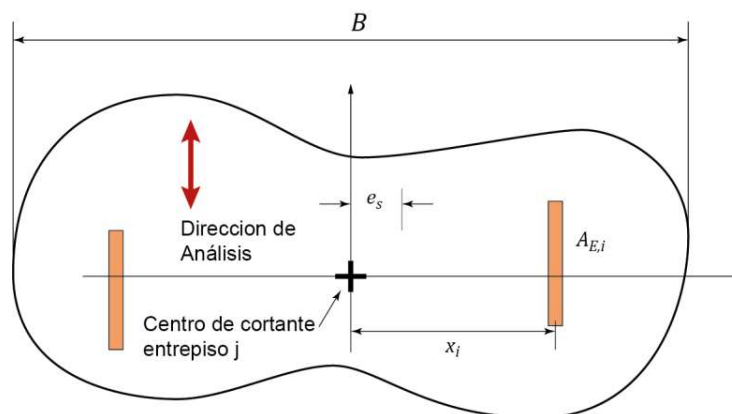 B
e_s
Direccion de
Análisis
A_{E,i}
Centro de cortante
entrepiso j
x_i